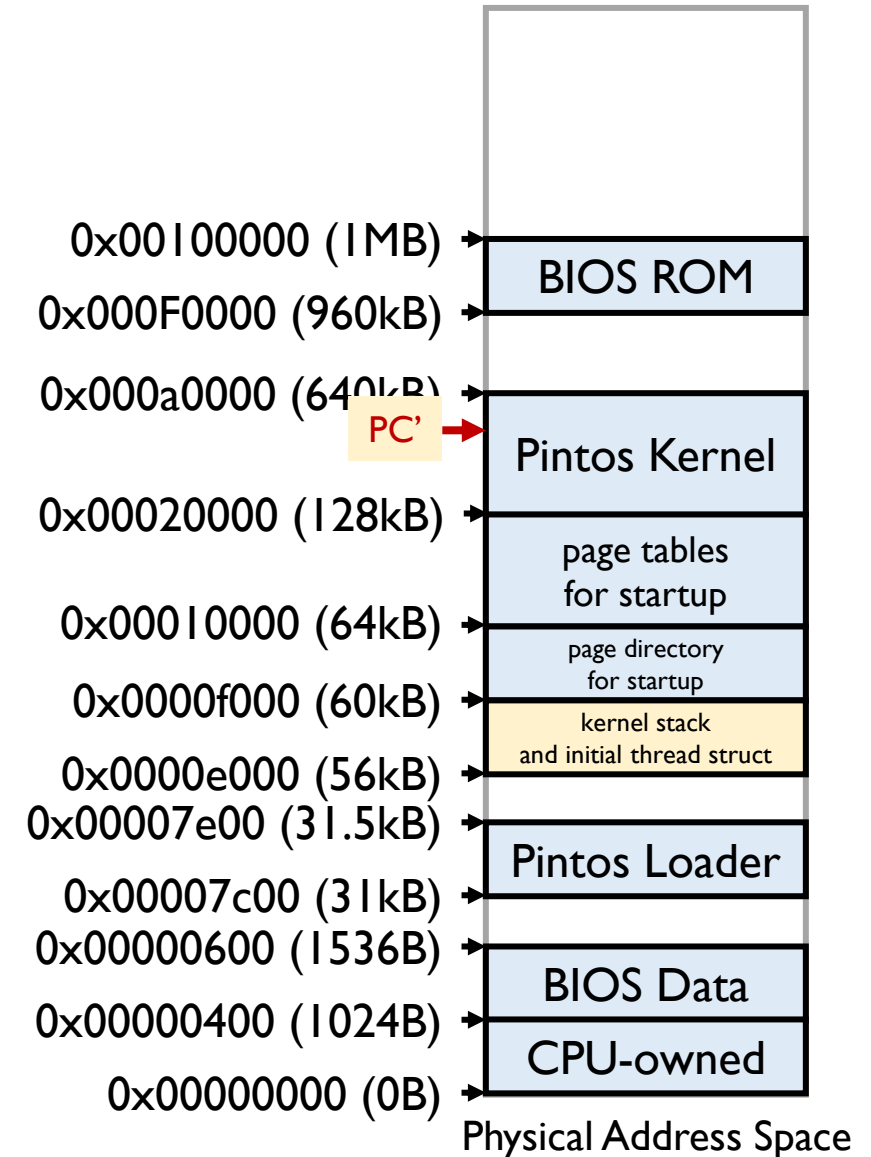 0x00100000 (1MB)
BIOS ROM
0x000F0000 (960kB)
0x000a0000 (640kB)
PC’
Pintos Kernel
0x00020000 (128kB)
page tables
for startup
0x00010000 (64kB)
page directory
for startup
0x0000f000 (60kB)
kernel stack
and initial thread struct
0x0000e000 (56kB)
0x00007e00 (31.5kB)
Pintos Loader
0x00007c00 (31kB)
0x00000600 (1536B)
BIOS Data
0x00000400 (1024B)
CPU-owned
0x00000000 (0B)
Physical Address Space